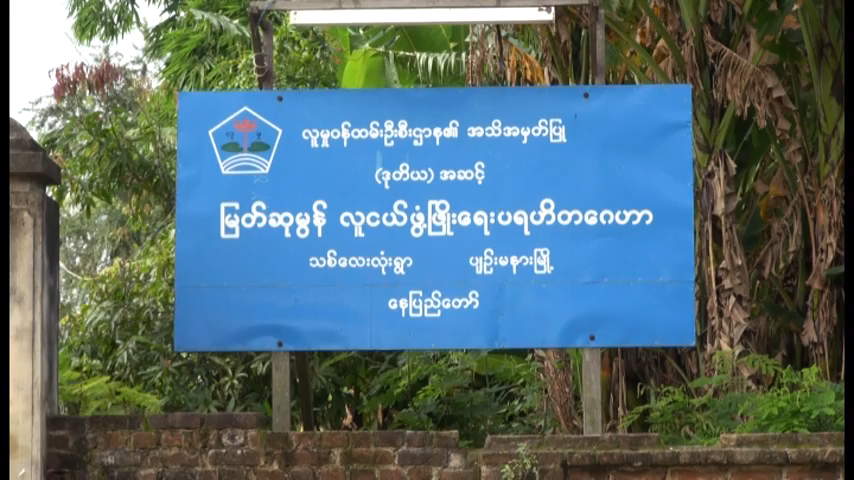 လူမှုဝန်ထမ်းဦးစီးဌာန၏ အသိအမှတ်ပြု
(ဒုတိယ) အဆင့်
မြတ်ဆုမွန် လူငယ်ဖွံ့ဖြိုးရေးပရဟိတဂေဟာ
သစ်လေးလုံးရွာ ပျဉ်းမနားမြို့
နေပြည်တော်